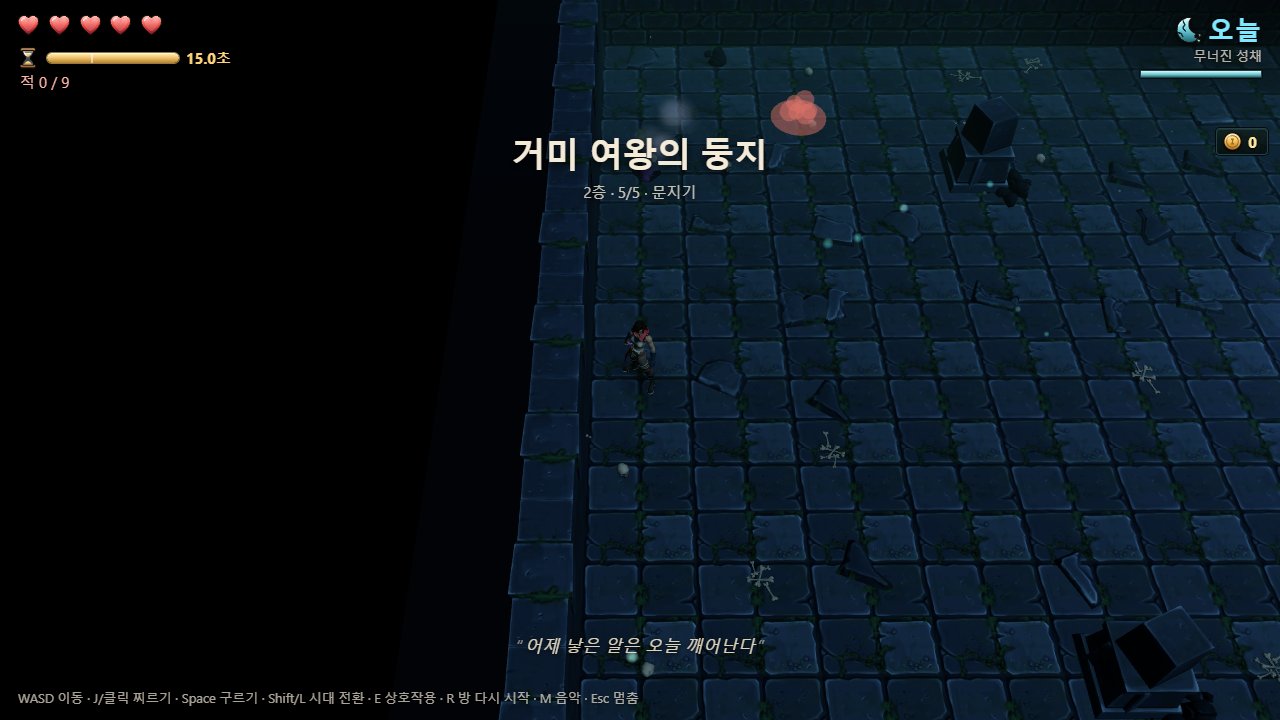 15.0초
적 0 / 9
오늘
무너진 성채
0
거미 여왕의 둥지
2층 · 5/5 · 문지기
" 어제 낳은 알은 오늘 깨어난다"
WASD 이동 · J/클릭 찌르기 · Space 구르기 · Shift/L 시대 전환 · E 상호작용 · R 방 다시 시작 · M 음악 · Esc 멈춤